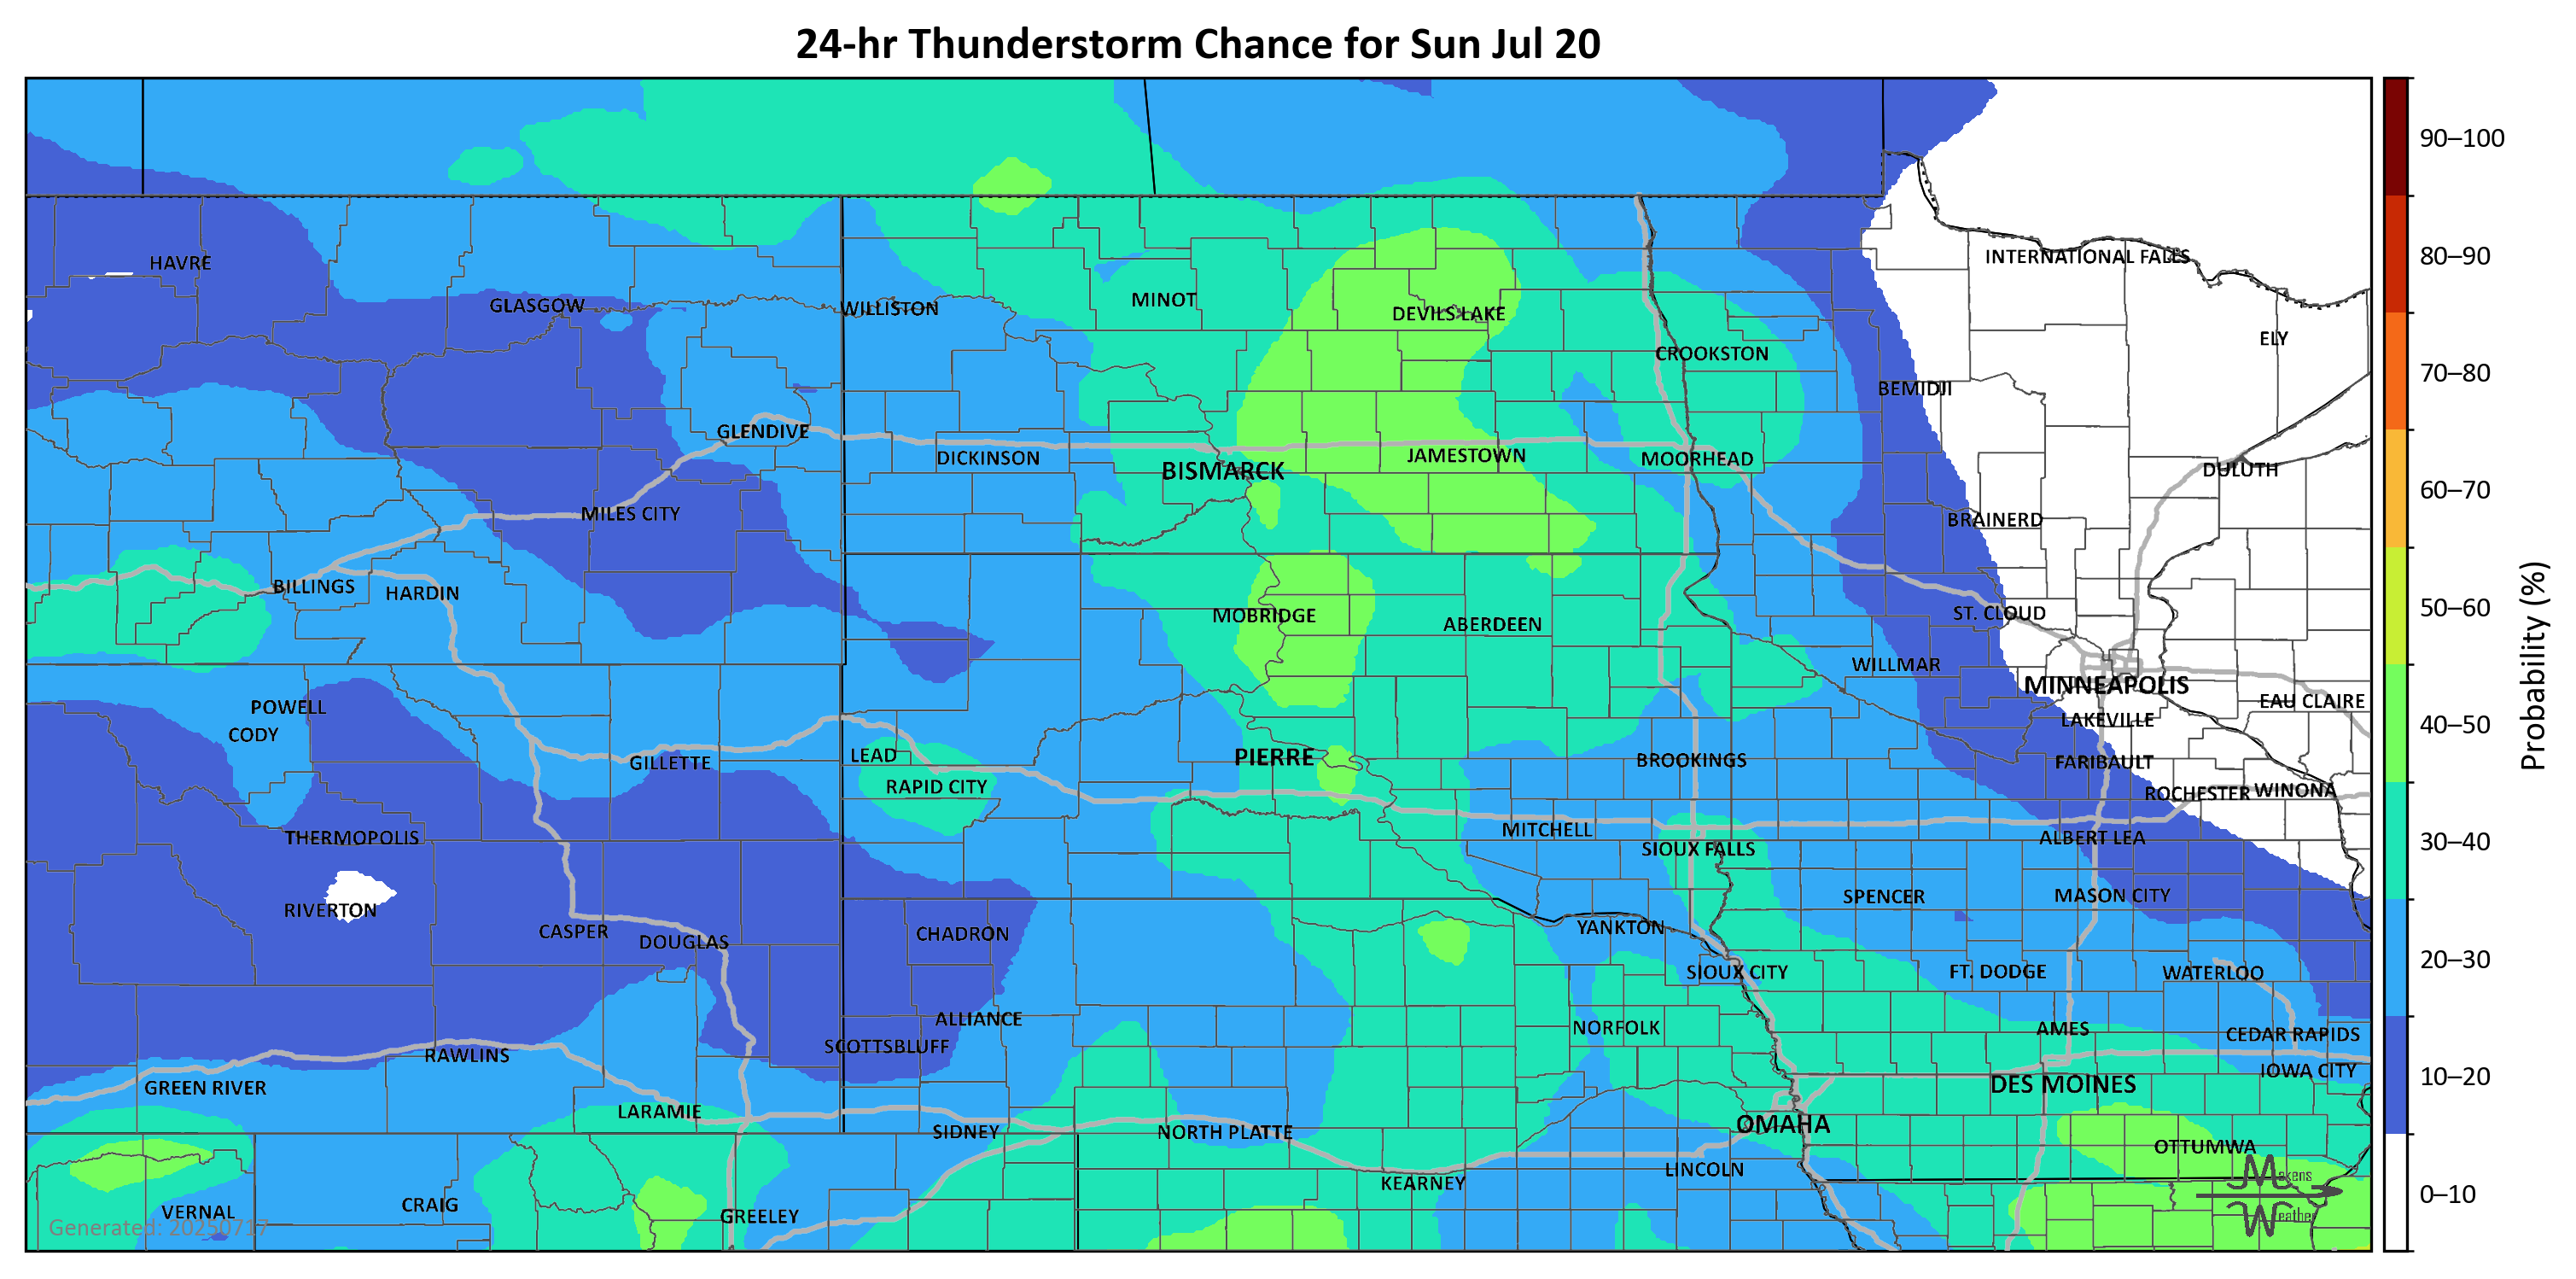 24-hr Thunderstorm Chance for Sun Jul 20
90–100
80–90
70–80
60–70
50–60
40–50
30–40
20–30
10–20
0–10
Probability (%)
HAVRE
INTERNATIONAL FALLS
GLASGOW
WILLISTON
MINOT
DEVILS LAKE
ELY
CROOKSTON
BEMIDJI
GLENDIVE
DICKINSON
BISMARCK
JAMESTOWN
MOORHEAD
DULUTH
MILES CITY
BRAINERD
BILLINGS
HARDIN
MOBRIDGE
ABERDEEN
ST. CLOUD
WILLMAR
MINNEAPOLIS
POWELL
EAU CLAIRE
CODY
LAKEVILLE
GILLETTE
LEAD
PIERRE
BROOKINGS
FARIBAULT
RAPID CITY
ROCHESTER
WINONA
THERMOPOLIS
MITCHELL
ALBERT LEA
SIOUX FALLS
RIVERTON
SPENCER
MASON CITY
CASPER
DOUGLAS
CHADRON
YANKTON
SIOUX CITY
FT. DODGE
WATERLOO
ALLIANCE
NORFOLK
AMES
CEDAR RAPIDS
RAWLINS
SCOTTSBLUFF
IOWA CITY
GREEN RIVER
DES MOINES
LARAMIE
OMAHA
SIDNEY
NORTH PLATTE
OTTUMWA
LINCOLN
KEARNEY
VERNAL
CRAIG
GREELEY
Makens
Weather
Generated: 20250717